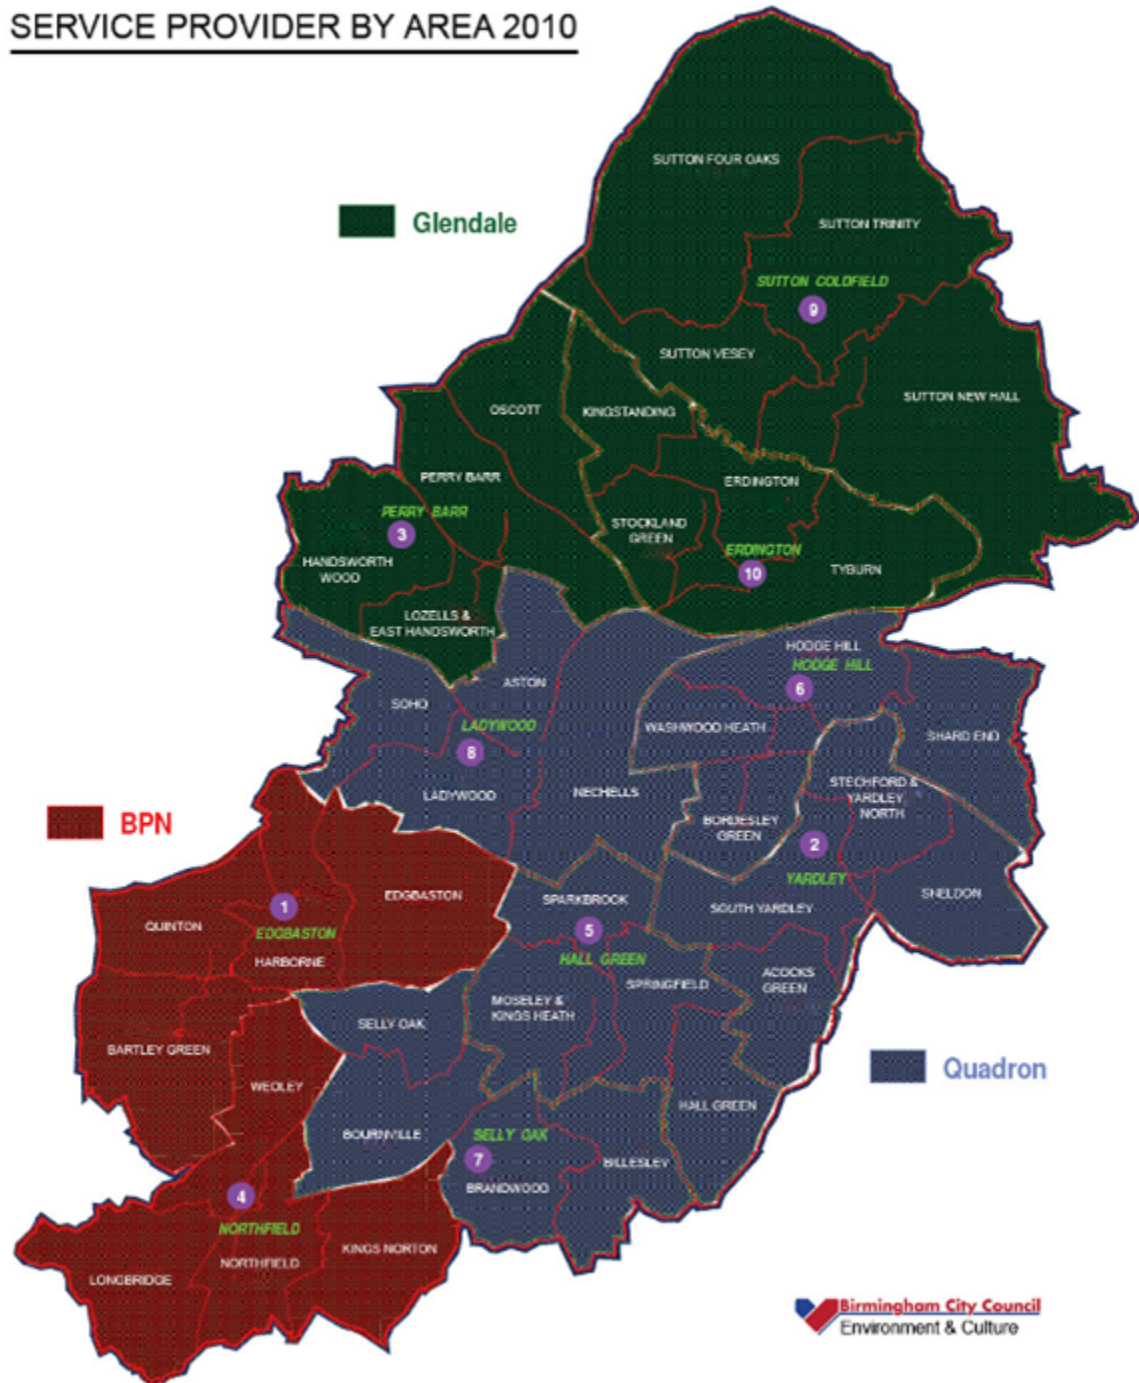 SERVICE PROVIDER BY AREA 2010
SUTTON FOUR OAKS
Glendale
SUTTON TRINITY
SUTTON COLDFIELD
9
SUTTON VESEY
SUTTON NEW HALL
OSCOTT
KINGSTANDING
PERRY BARR
ERDINGTON
PERRY BARR
3
STOCKLAND
GREEN
ERDINGTON
10
HANDSWORTH
WOOD
TYBURN
LOZELLS &
EAST HANDSWORTH
HODGE HILL
HODGE HILL
6
ASTON
SOHO
LADYWOOD
8
WASHWOOD HEATH
SHARD END
LADYWOOD
NECHELLS
STECHFORD &
YARDLEY
NORTH
BPN
BORDESLEY
GREEN
2
YARDLEY
EDGBASTON
SPARKBROOK
SOUTH YARDLEY
SNELDON
1
QUINTON
EDGBASTON
HARBORNE
5
HALL GREEN
SPRINGFIELD
ACOCKS
GREEN
MOSELEY &
KINGS HEATH
SELLY OAK
BARTLEY GREEN
WEOLEY
Quadron
HALL GREEN
BOURNVILLE
SELLY OAK
7
BILLESLEY
BRANDWOOD
4
NORTHFIELD
KINGS NORTON
NORTHFIELD
LONGBRIDGE
Birmingham City Council
Environment & Culture